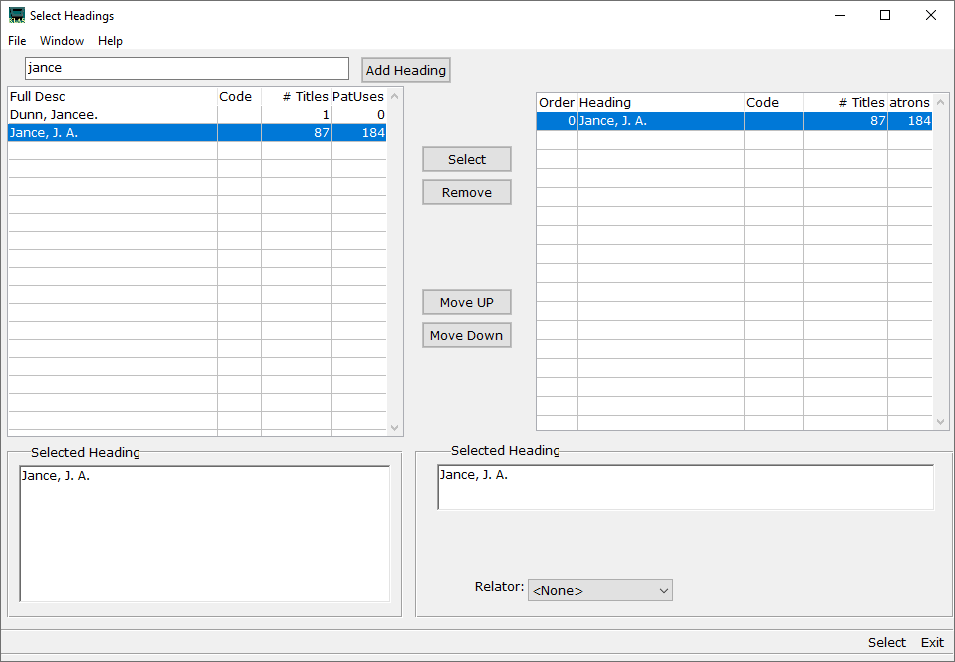 Select Headings
File Window Help
jance
Add Heading
Full Desc Code # Titles PatUses
Dunn, Jancee. 1 0
Jance, J. A. 87 184
Select
Remove
Move UP
Move Down
Order Heading Code # Titles atrons
0 Jance, J. A. 87 184
Selected Heading
Jance, J. A.
Selected Heading
Jance, J. A.
Relator: <None>
Select Exit